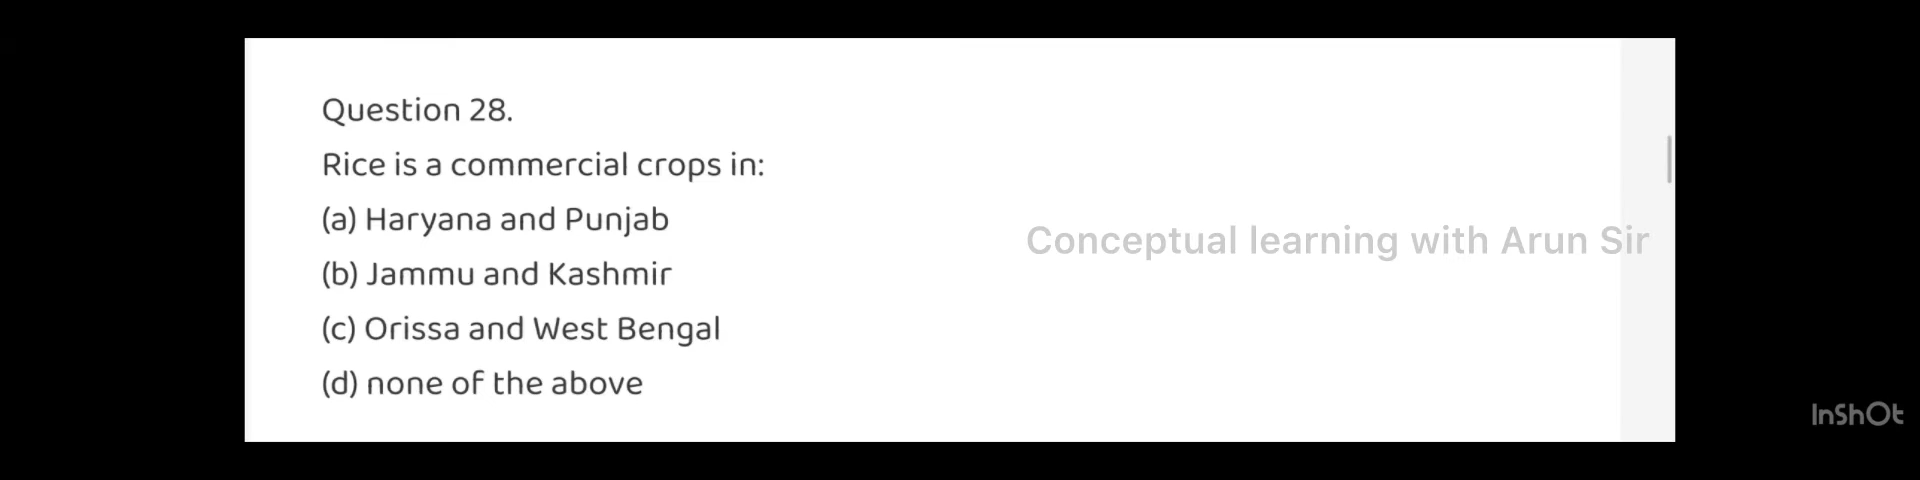 Question 28.
Rice is a commercial crops in:
(a) Haryana and Punjab
Conceptual learning with Arun Sir
(b) Jammu and Kashmir
(c) Orissa and West Bengal
(d) none of the above
InShOt